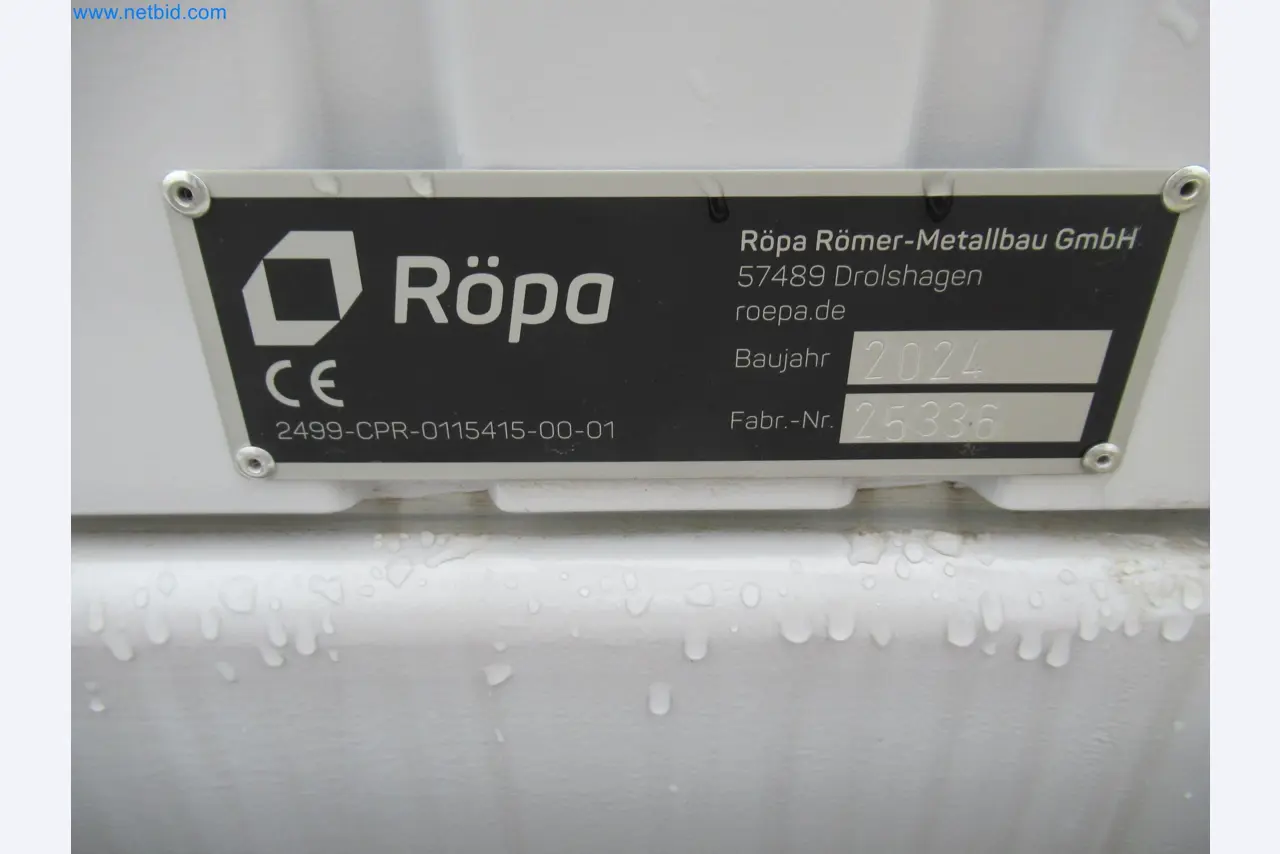 www.netbid.com
Röpa
CE
2499-CPR-0115415-00-01
Röpa Römer-Metallbau GmbH
57489 Drolshagen
roepa.de
Baujahr 2024
Fabr.-Nr. 25336